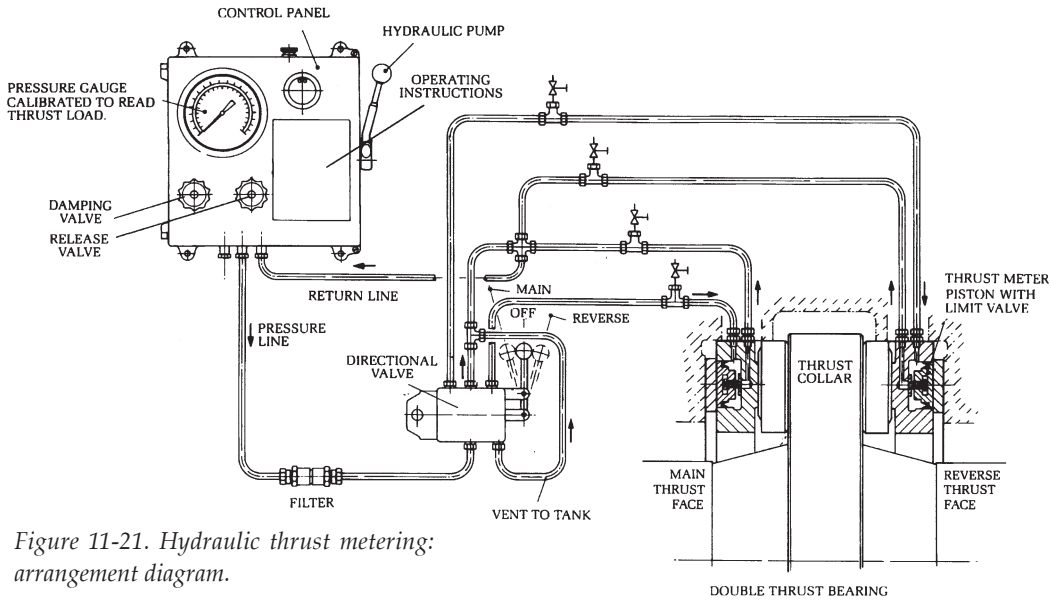 CONTROL PANEL
HYDRAULIC PUMP
PRESSURE GAUGE
CALIBRATED TO READ
THRUST LOAD.
OPERATING
INSTRUCTIONS
DAMPING
VALVE
RELEASE
VALVE
RETURN LINE
MAIN
OFF
REVERSE
THRUST METER
PISTON WITH
LIMIT VALVE
PRESSURE
LINE
DIRECTIONAL
VALVE
THRUST
COLLAR
FILTER
VENT TO TANK
MAIN
THRUST
FACE
REVERSE
THRUST
FACE
Figure 11-21. Hydraulic thrust metering:
arrangement diagram.
DOUBLE THRUST BEARING